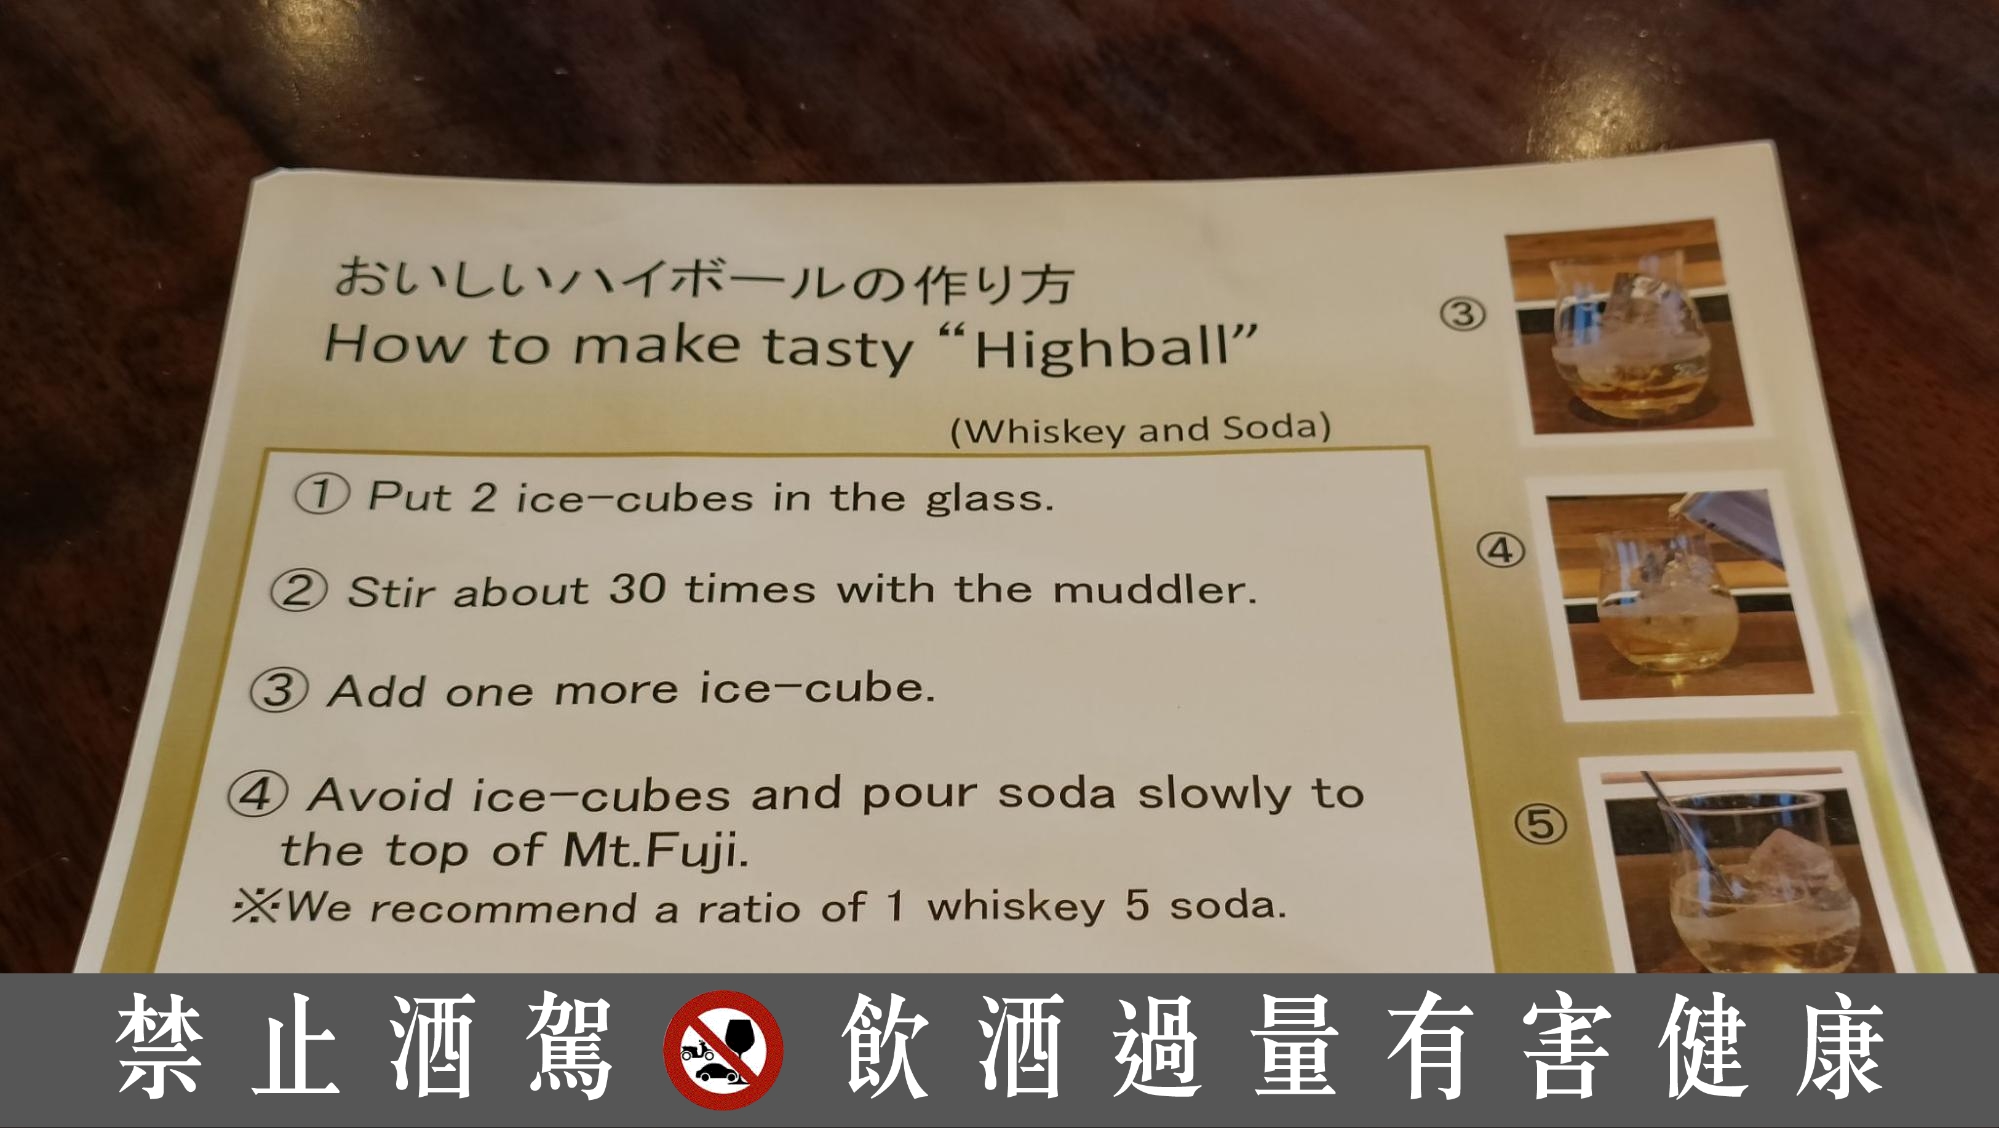 おいしいハイボールの作り方
How to make tasty “Highball”
(Whiskey and Soda)
① Put 2 ice-cubes in the glass.
② Stir about 30 times with the muddler.
③ Add one more ice-cube.
④ Avoid ice-cubes and pour soda slowly to
the top of Mt.Fuji.
※We recommend a ratio of 1 whiskey 5 soda.
③
④
⑤
禁止酒駕 飲酒過量有害健康